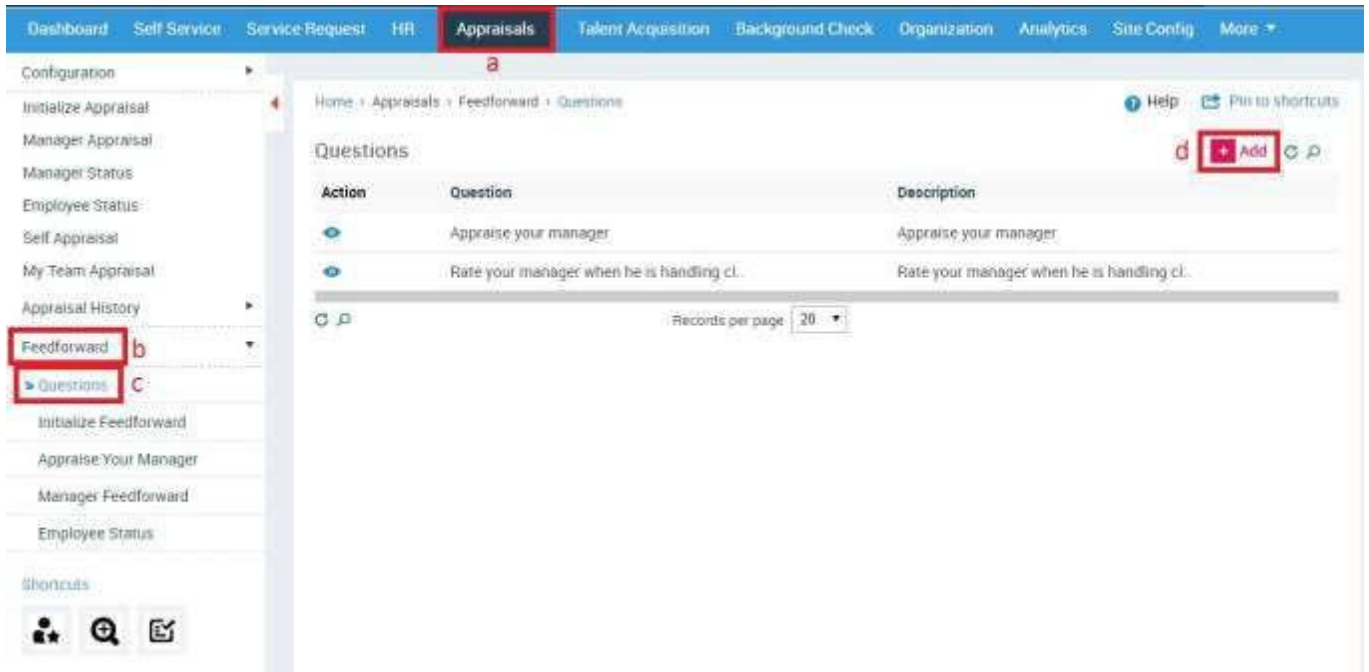 Dashboard Self Service Service Request HR Appraisals Talent Acquisition Background Check Organization Analytics Site Config More
a
Configuration
Initialize Appraisal
Manager Appraisal
Manager Status
Employee Status
Self Appraisal
My Team Appraisal
Appraisal History
Feedforward b
Questions c
Initialize Feedforward
Appraise Your Manager
Manager Feedforward
Employee Status
Shortcuts
Home › Appraisals › Feedforward › Questions
Help Pin to shortcuts
Questions
d + Add
Action Question Description
Appraise your manager Appraise your manager
Rate your manager when he is handling cl.. Rate your manager when he is handling cl..
Records per page 20